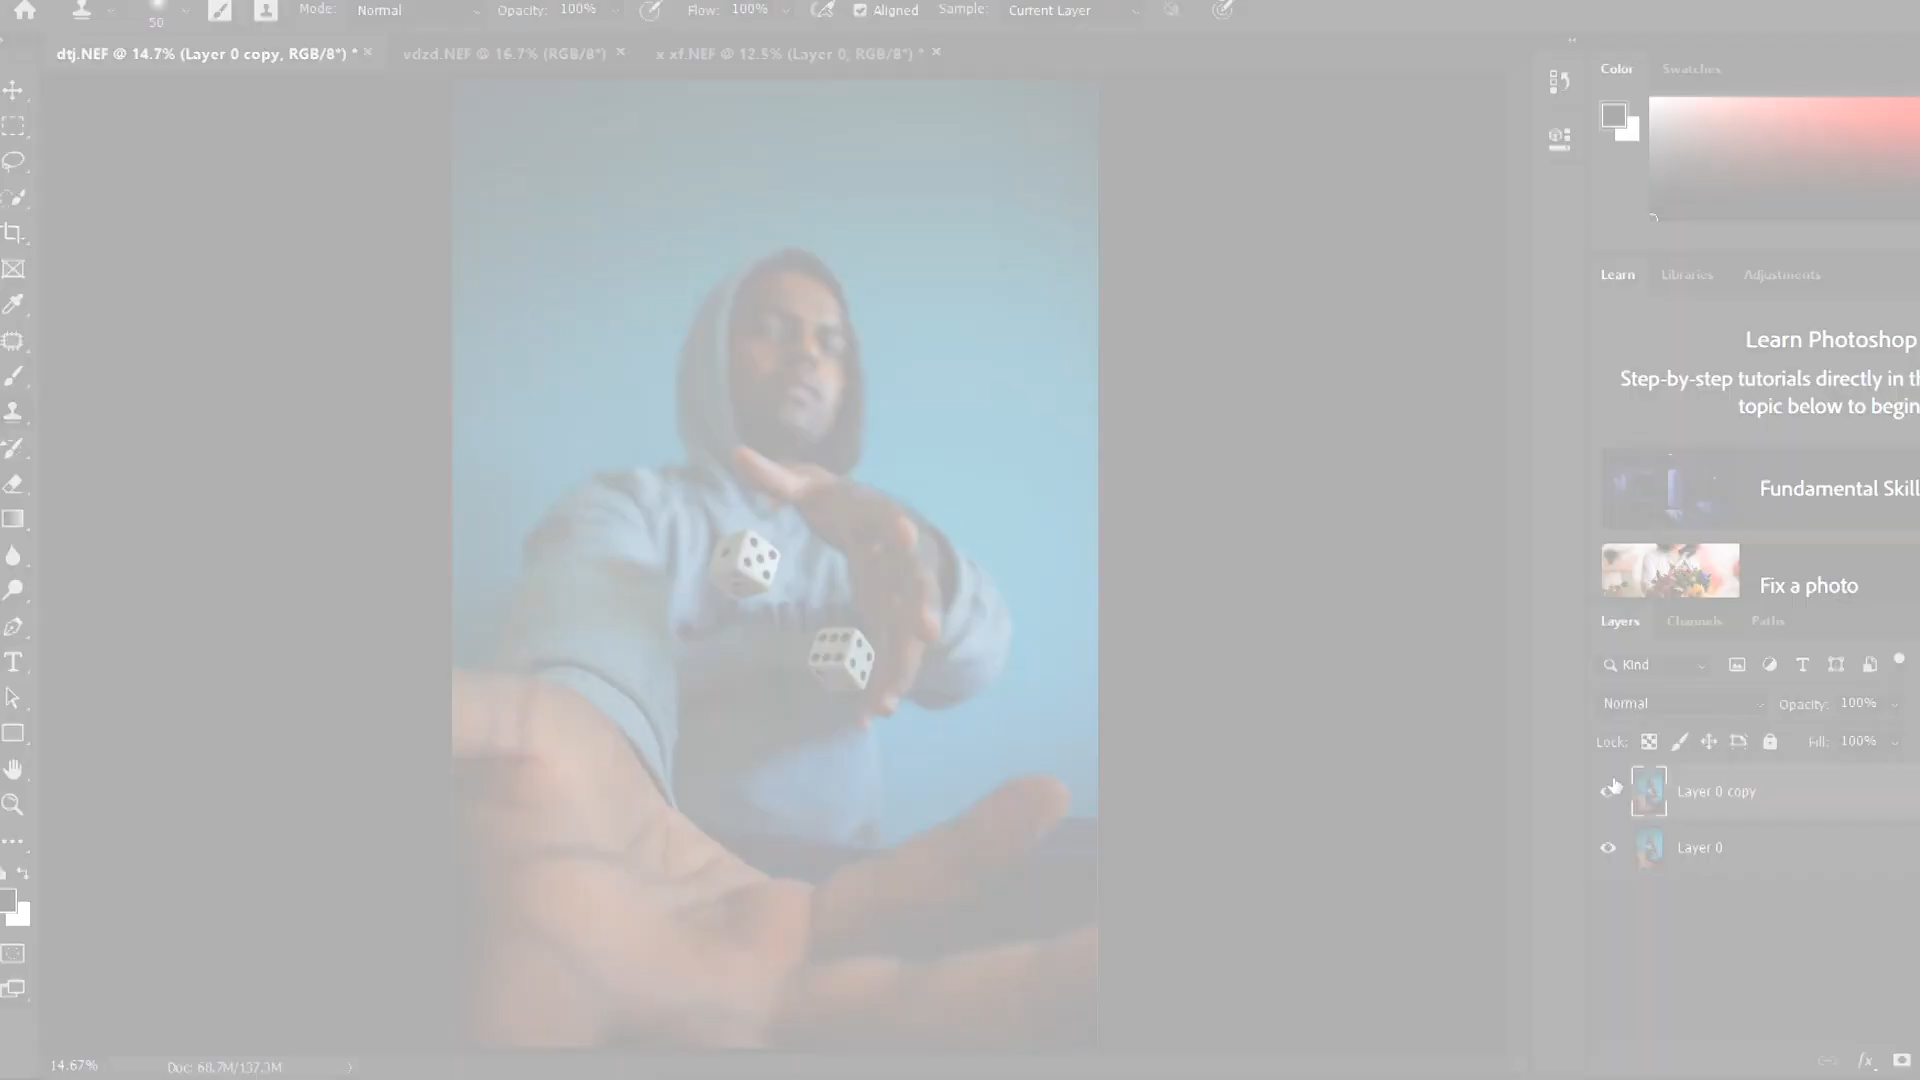 50 Mode: Normal Opacity: 100% Flow: 100% Aligned Sample: Current Layer
dtj.NEF @ 14.7% (Layer 0 copy, RGB/8*) * × vdzd.NEF @ 16.7% (RGB/8*) × x xf.NEF @ 12.5% (Layer 0, RGB/8*) * ×
Color Swatches
Learn Libraries Adjustments
Learn Photoshop
Step-by-step tutorials directly in th
topic below to begin
Fundamental Skill
Fix a photo
Layers Channels Paths
Kind
Normal Opacity: 100%
Lock: Fill: 100%
Layer 0 copy
Layer 0
14.67% Doc: 68.7M/137.3M
fx